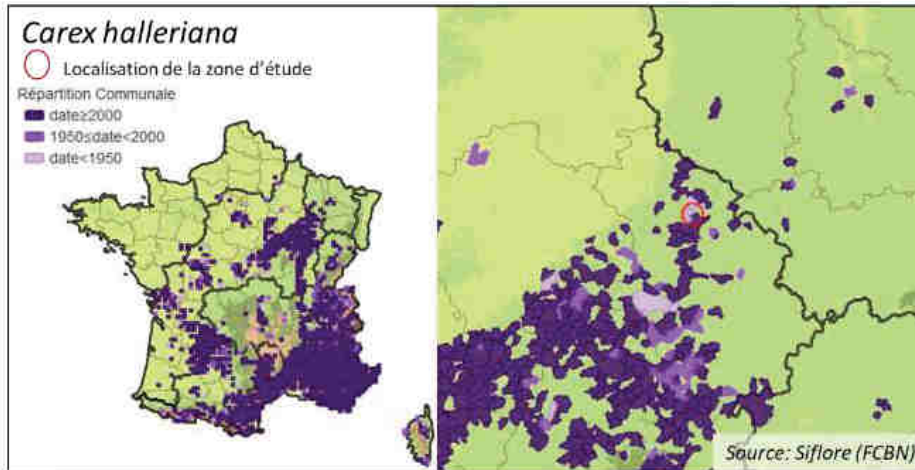 Carex halleriana
Localisation de la zone d'étude
Répartition Communale
date≥2000
1950≤date<2000
date<1950
Source: Siflore (FCBN)